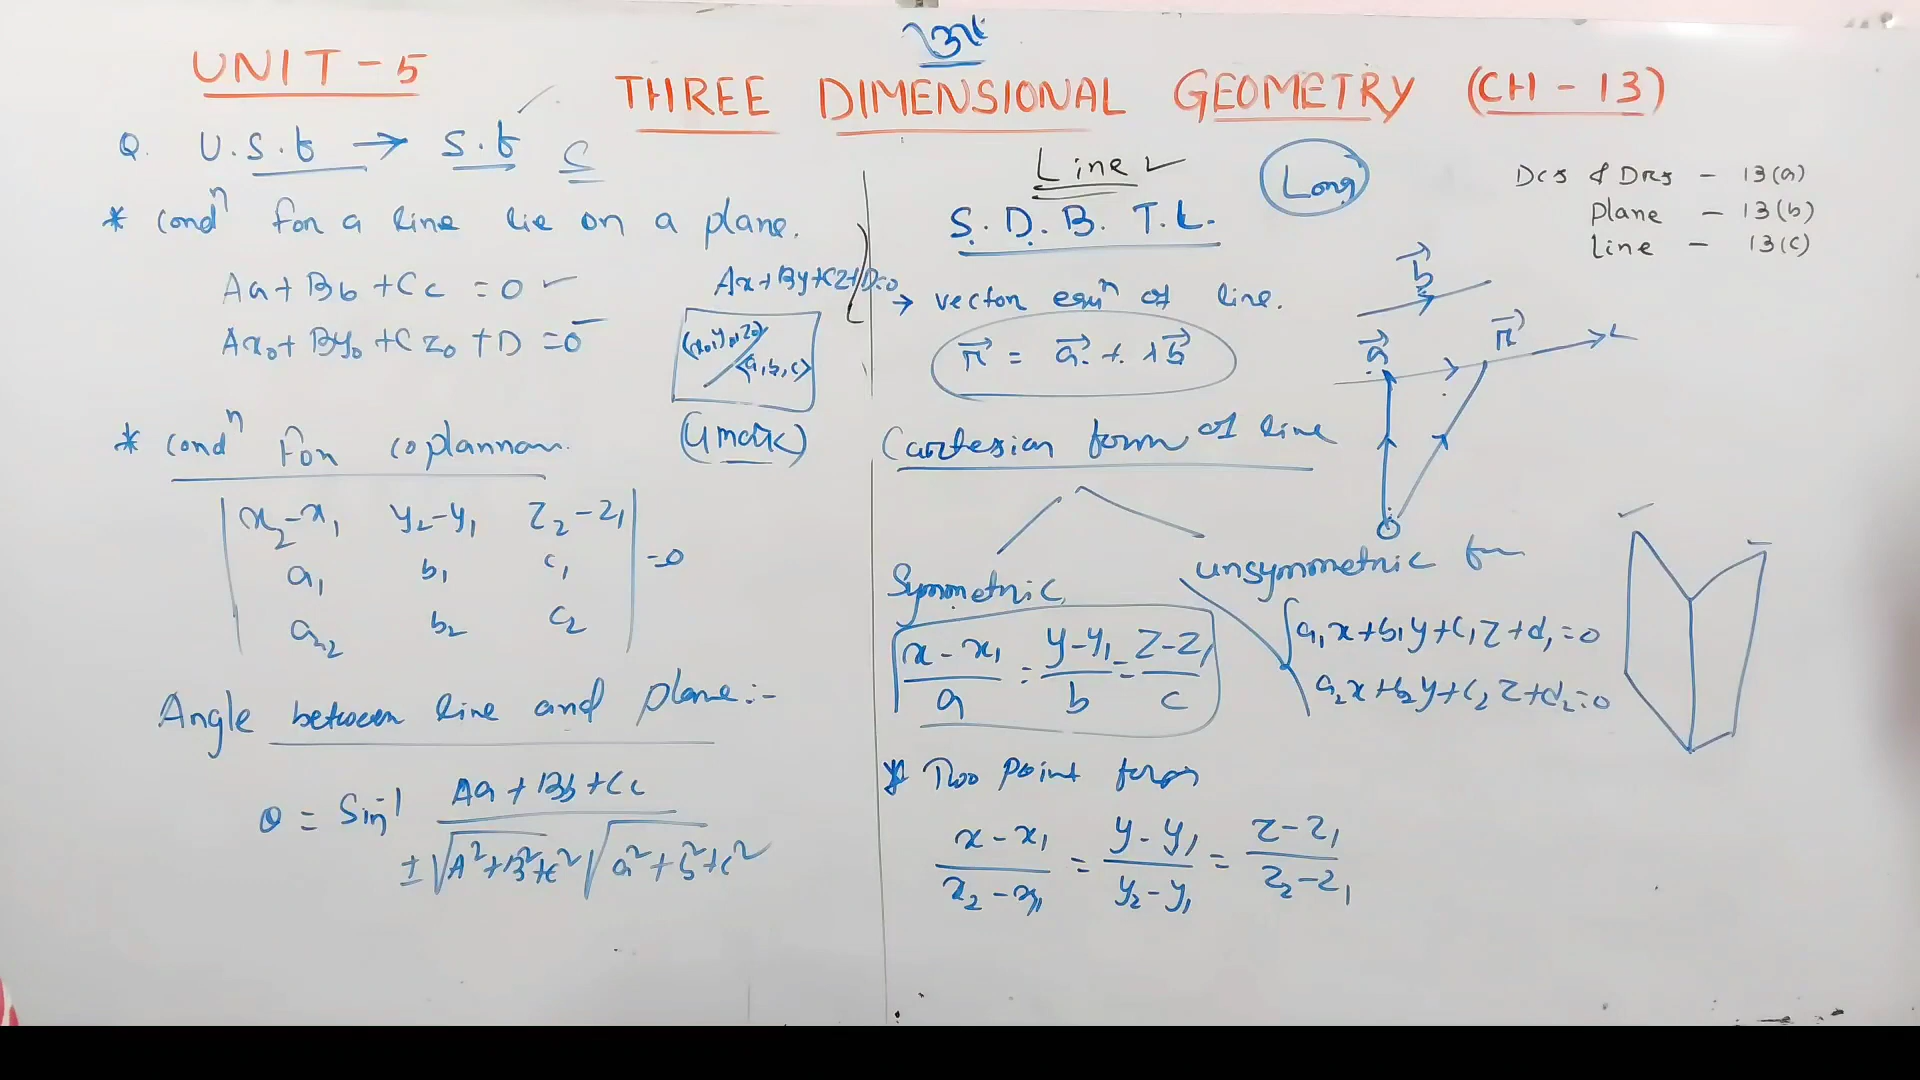 UNIT - 5
THREE DIMENSIONAL GEOMETRY (CH - 13)
Q. U.S.f → S.f
* condⁿ for a line lie on a plane.
Aa + Bb + Cc = 0
Ax₀ + By₀ + Cz₀ + D = 0
Ax + By + Cz + D = 0
(x₀, y₀, z₀)
<a, b, c>
(4 mark)
* condⁿ For coplannar.
| x₂-x₁ y₂-y₁ z₂-z₁ |
| a₁ b₁ c₁ | = 0
| a₂ b₂ c₂ |
Angle between line and plane :-
θ = Sin⁻¹ Aa + Bb + Cc / ±√A² + B² + C² √a² + b² + c²
Line
Long
S. D. B. T. L.
DCs & DRs - 13(a)
Plane - 13(b)
Line - 13(c)
→ vector equⁿ of line.
r⃗ = a⃗ + λb⃗
b⃗
a⃗
r⃗
L
Cartesian form of line
Symmetric
x - x₁ / a = y - y₁ / b = z - z₁ / c
unsymmetric
a₁x + b₁y + c₁z + d₁ = 0
a₂x + b₂y + c₂z + d₂ = 0
* Two Point form
x - x₁ / x₂ - x₁ = y - y₁ / y₂ - y₁ = z - z₁ / z₂ - z₁